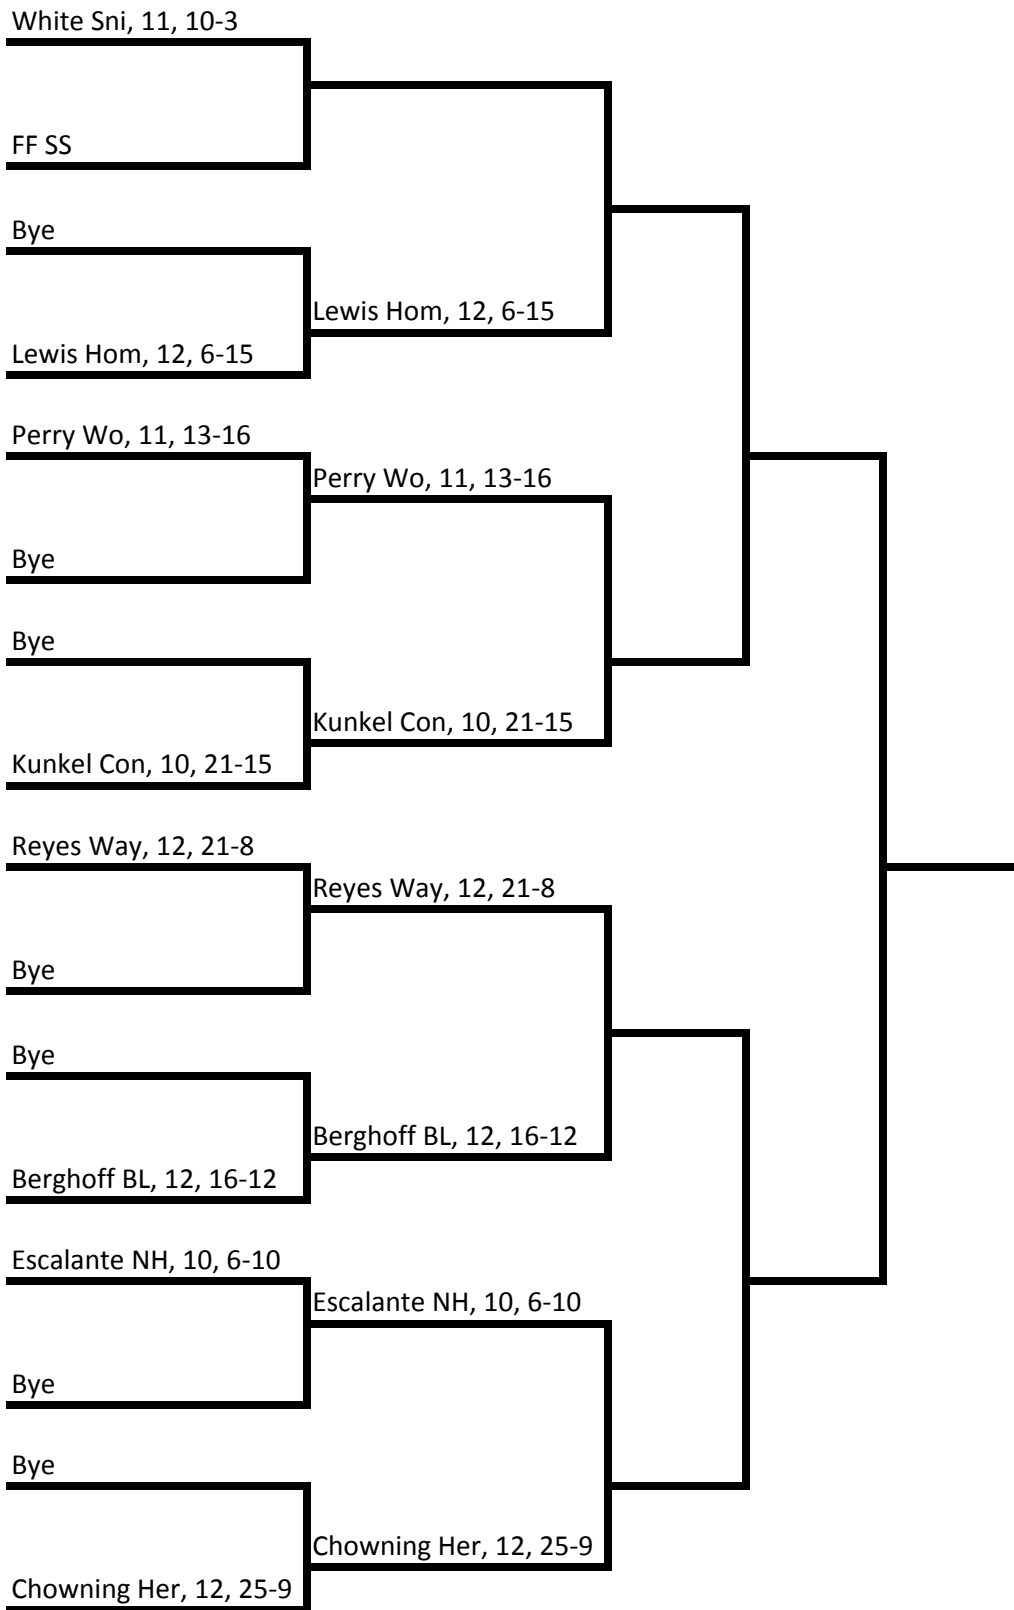 White Sni, 11, 10-3
FF SS
Bye
Lewis Hom, 12, 6-15
Lewis Hom, 12, 6-15
Perry Wo, 11, 13-16
Perry Wo, 11, 13-16
Bye
Bye
Kunkel Con, 10, 21-15
Kunkel Con, 10, 21-15
Reyes Way, 12, 21-8
Reyes Way, 12, 21-8
Bye
Bye
Berghoff BL, 12, 16-12
Berghoff BL, 12, 16-12
Escalante NH, 10, 6-10
Escalante NH, 10, 6-10
Bye
Bye
Chowning Her, 12, 25-9
Chowning Her, 12, 25-9